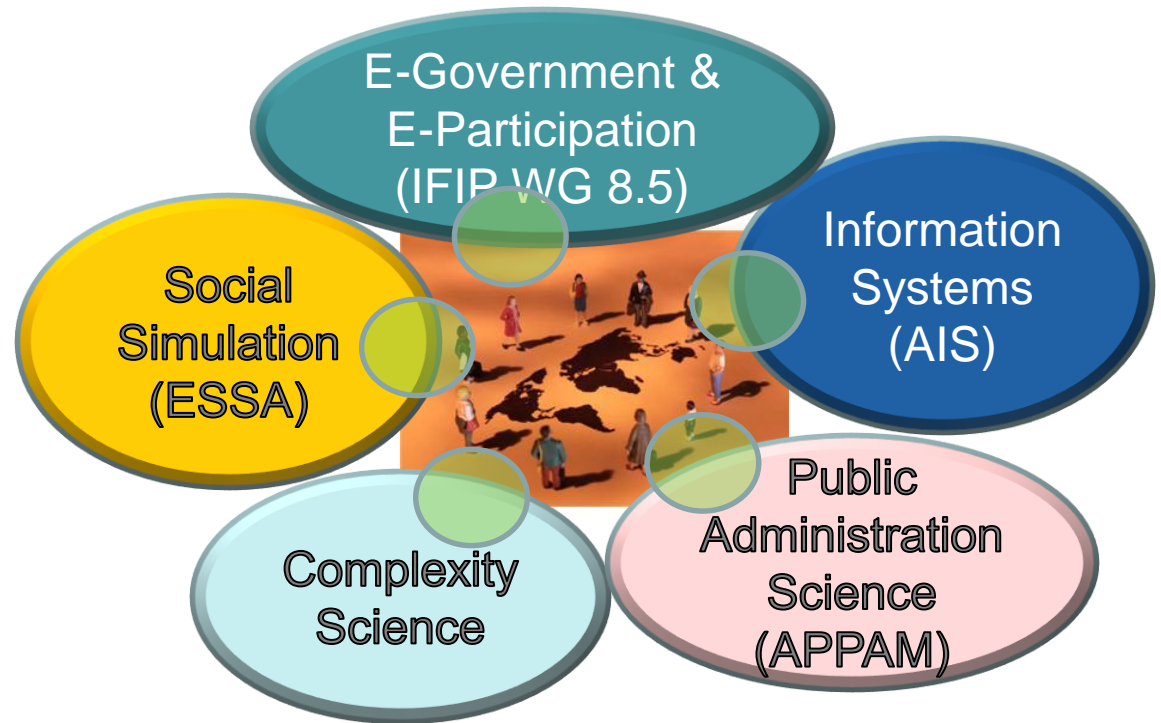 E-Government &
E-Participation
(IFIP WG 8.5)
Information
Systems
(AIS)
Social
Simulation
(ESSA)
Public
Administration
Science
(APPAM)
Complexity
Science